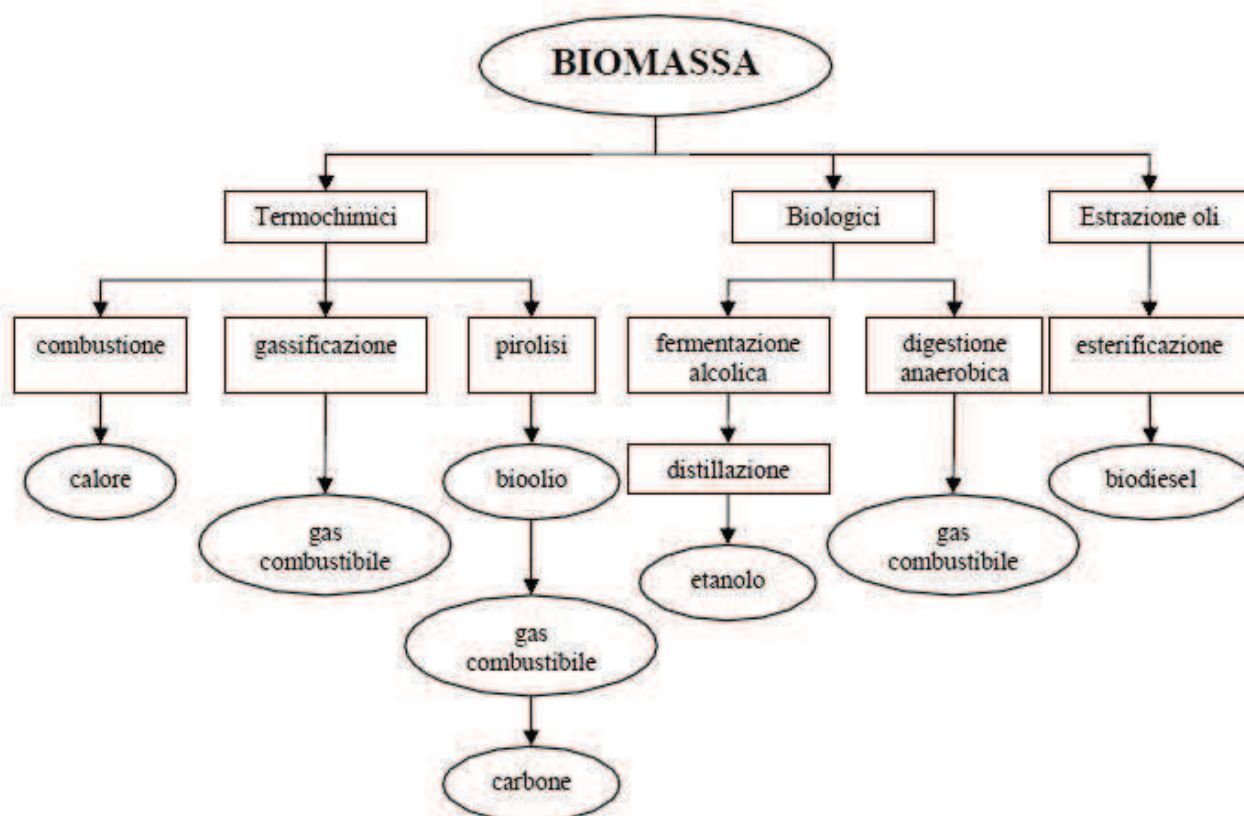 BIOMASSA
Termochimici
Biologici
Estrazione oli
combustione
gassificazione
pirolisi
fermentazione
alcolica
digestione
anaerobica
esterificazione
calore
bioolio
distillazione
biodiesel
gas
combustibile
gas
combustibile
etanolo
gas
combustibile
carbone